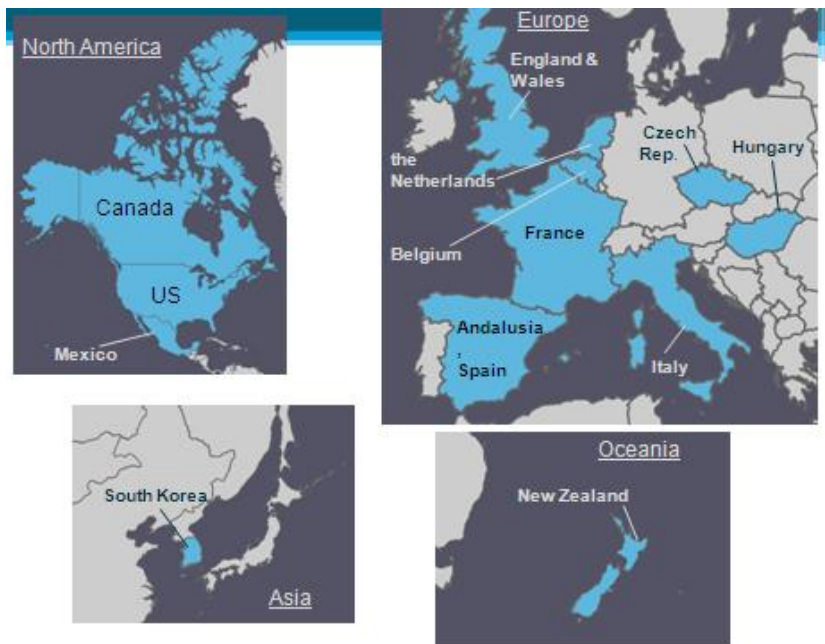 North America
Canada
US
Mexico
Europe
England &
Wales
the
Netherlands
Belgium
Czech
Rep.
Hungary
France
Andalusia
,
Spain
Italy
South Korea
Asia
Oceania
New Zealand